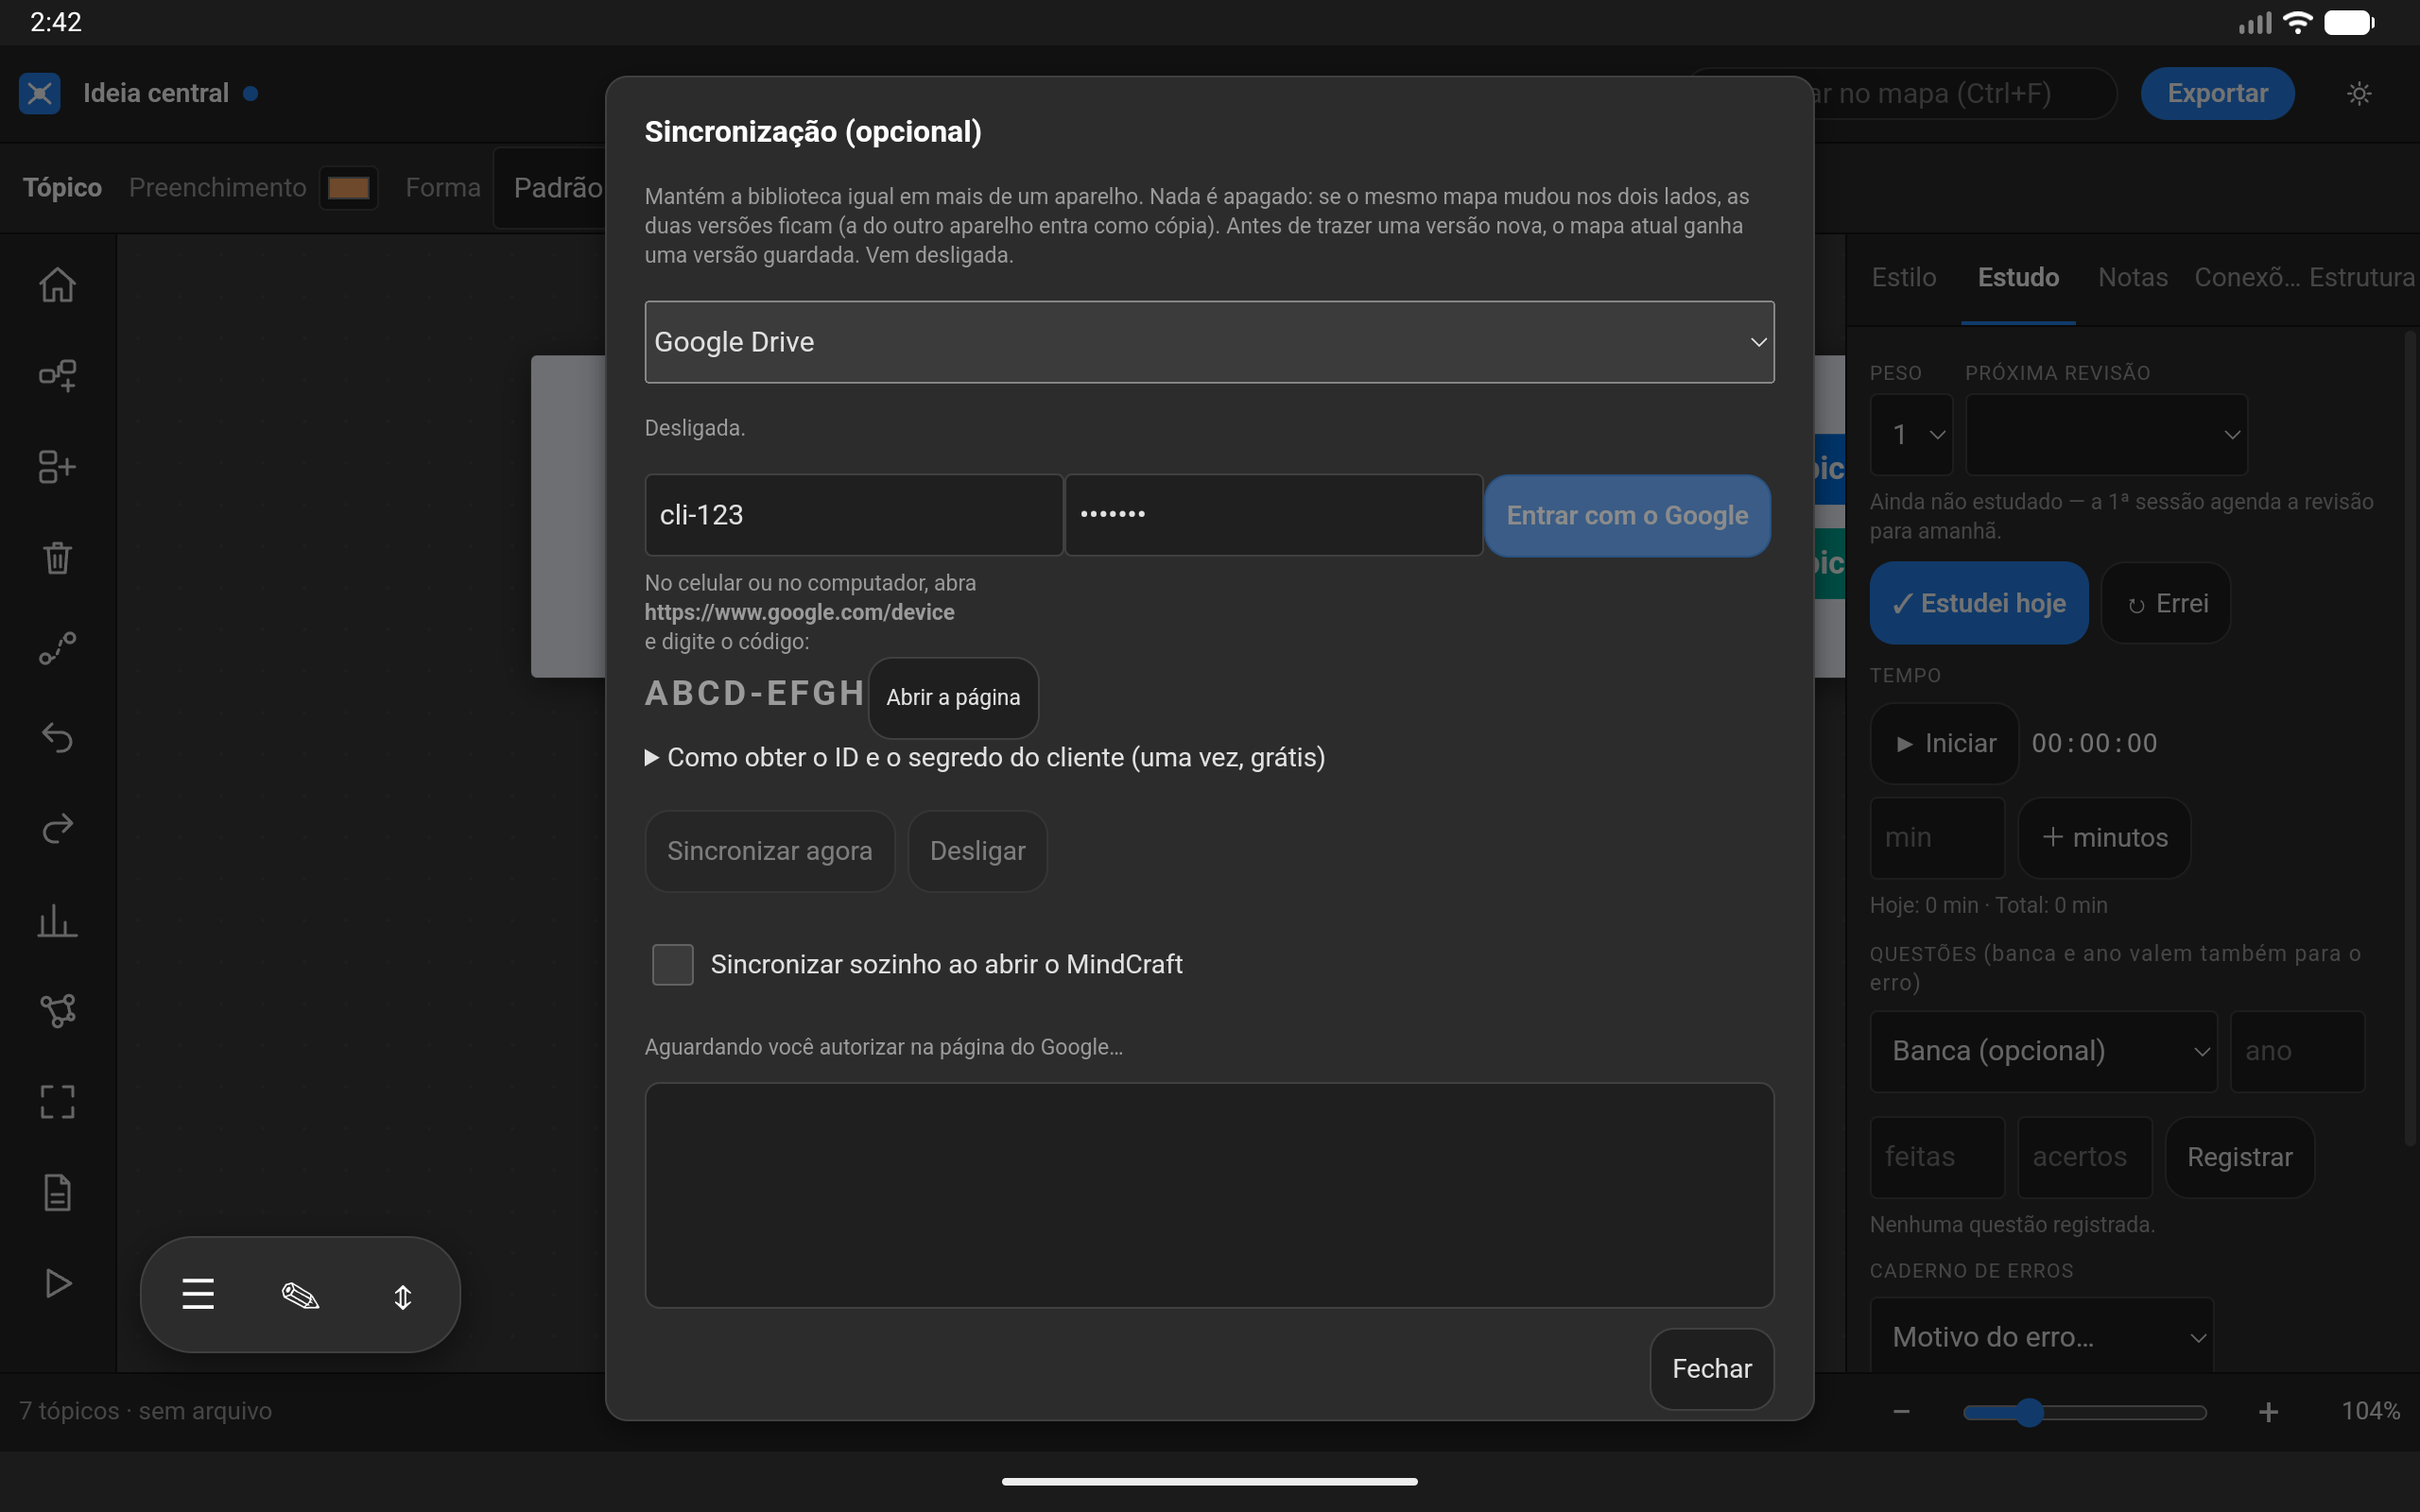 2:42
Ideia central
ar no mapa (Ctrl+F)
Exportar
Tópico
Preenchimento
Forma
Padrão
Sincronização (opcional)
Mantém a biblioteca igual em mais de um aparelho. Nada é apagado: se o mesmo mapa mudou nos dois lados, as
duas versões ficam (a do outro aparelho entra como cópia). Antes de trazer uma versão nova, o mapa atual ganha
uma versão guardada. Vem desligada.
Google Drive
Desligada.
cli-123
•••••••
Entrar com o Google
No celular ou no computador, abra
https://www.google.com/device
e digite o código:
ABCD-EFGH
Abrir a página
Como obter o ID e o segredo do cliente (uma vez, grátis)
Sincronizar agora
Desligar
Sincronizar sozinho ao abrir o MindCraft
Aguardando você autorizar na página do Google...
Fechar
Estilo
Estudo
Notas
Conexõ...
Estrutura
PESO
PRÓXIMA REVISÃO
1
Ainda não estudado — a 1ª sessão agenda a revisão
para amanhã.
✓ Estudei hoje
↻ Errei
TEMPO
► Iniciar
00:00:00
min
+ minutos
Hoje: 0 min · Total: 0 min
QUESTÕES (banca e ano valem também para o
erro)
Banca (opcional)
ano
feitas
acertos
Registrar
Nenhuma questão registrada.
CADERNO DE ERROS
Motivo do erro...
7 tópicos · sem arquivo
−
+
104%